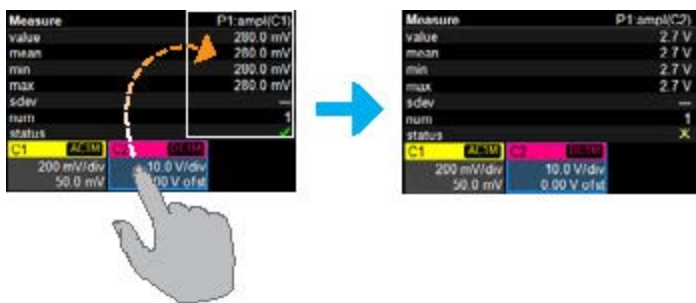 Measure P1:ampl(C1)
value 280.0 mV
mean 280.0 mV
min 280.0 mV
max 280.0 mV
sdev ---
num 1
status ✓
C1 AC1M C2 DC1M
200 mV/div 10.0 V/div
50.0 mV 00 V ofst
Measure P1:ampl(C2)
value 2.7 V
mean 2.7 V
min 2.7 V
max 2.7 V
sdev ---
num 1
status
C1 AC1M C2 DC1M
200 mV/div 10.0 V/div
50.0 mV 0.00 V ofst